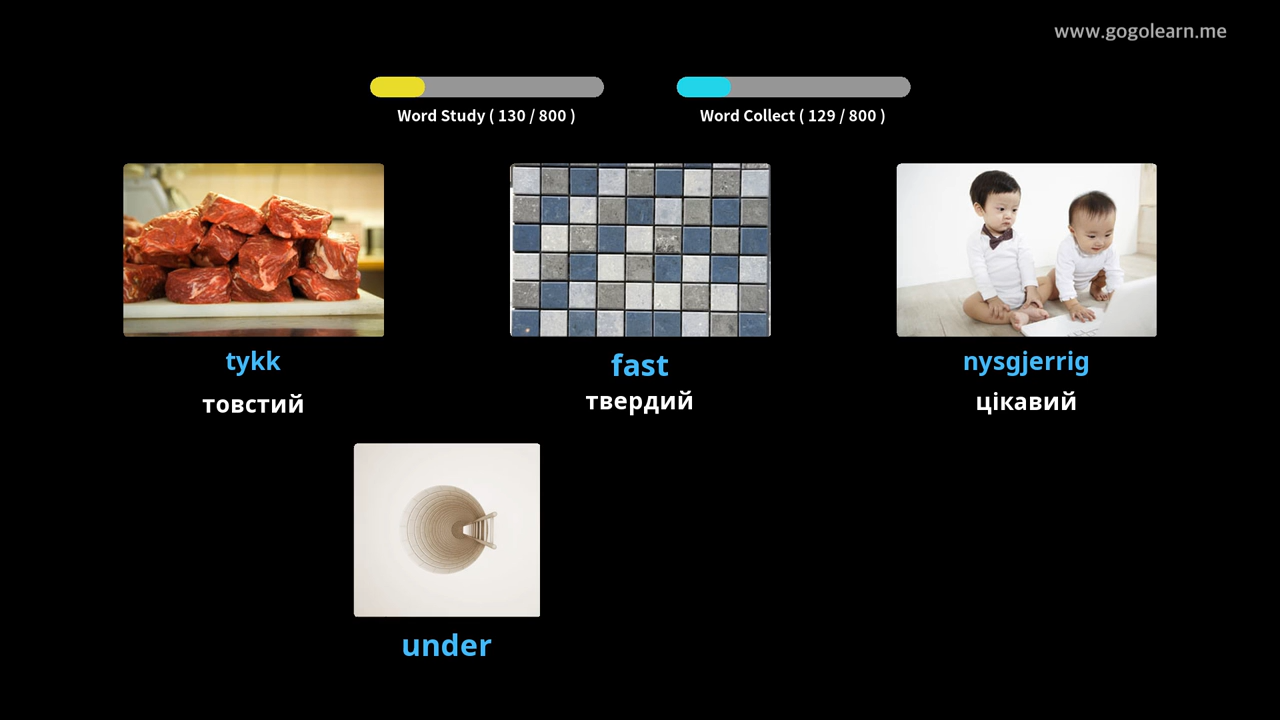 www.gogolearn.me
Word Study ( 130 / 800 )
Word Collect ( 129 / 800 )
tykk
fast
nysgjerrig
товстий
твердий
цікавий
under